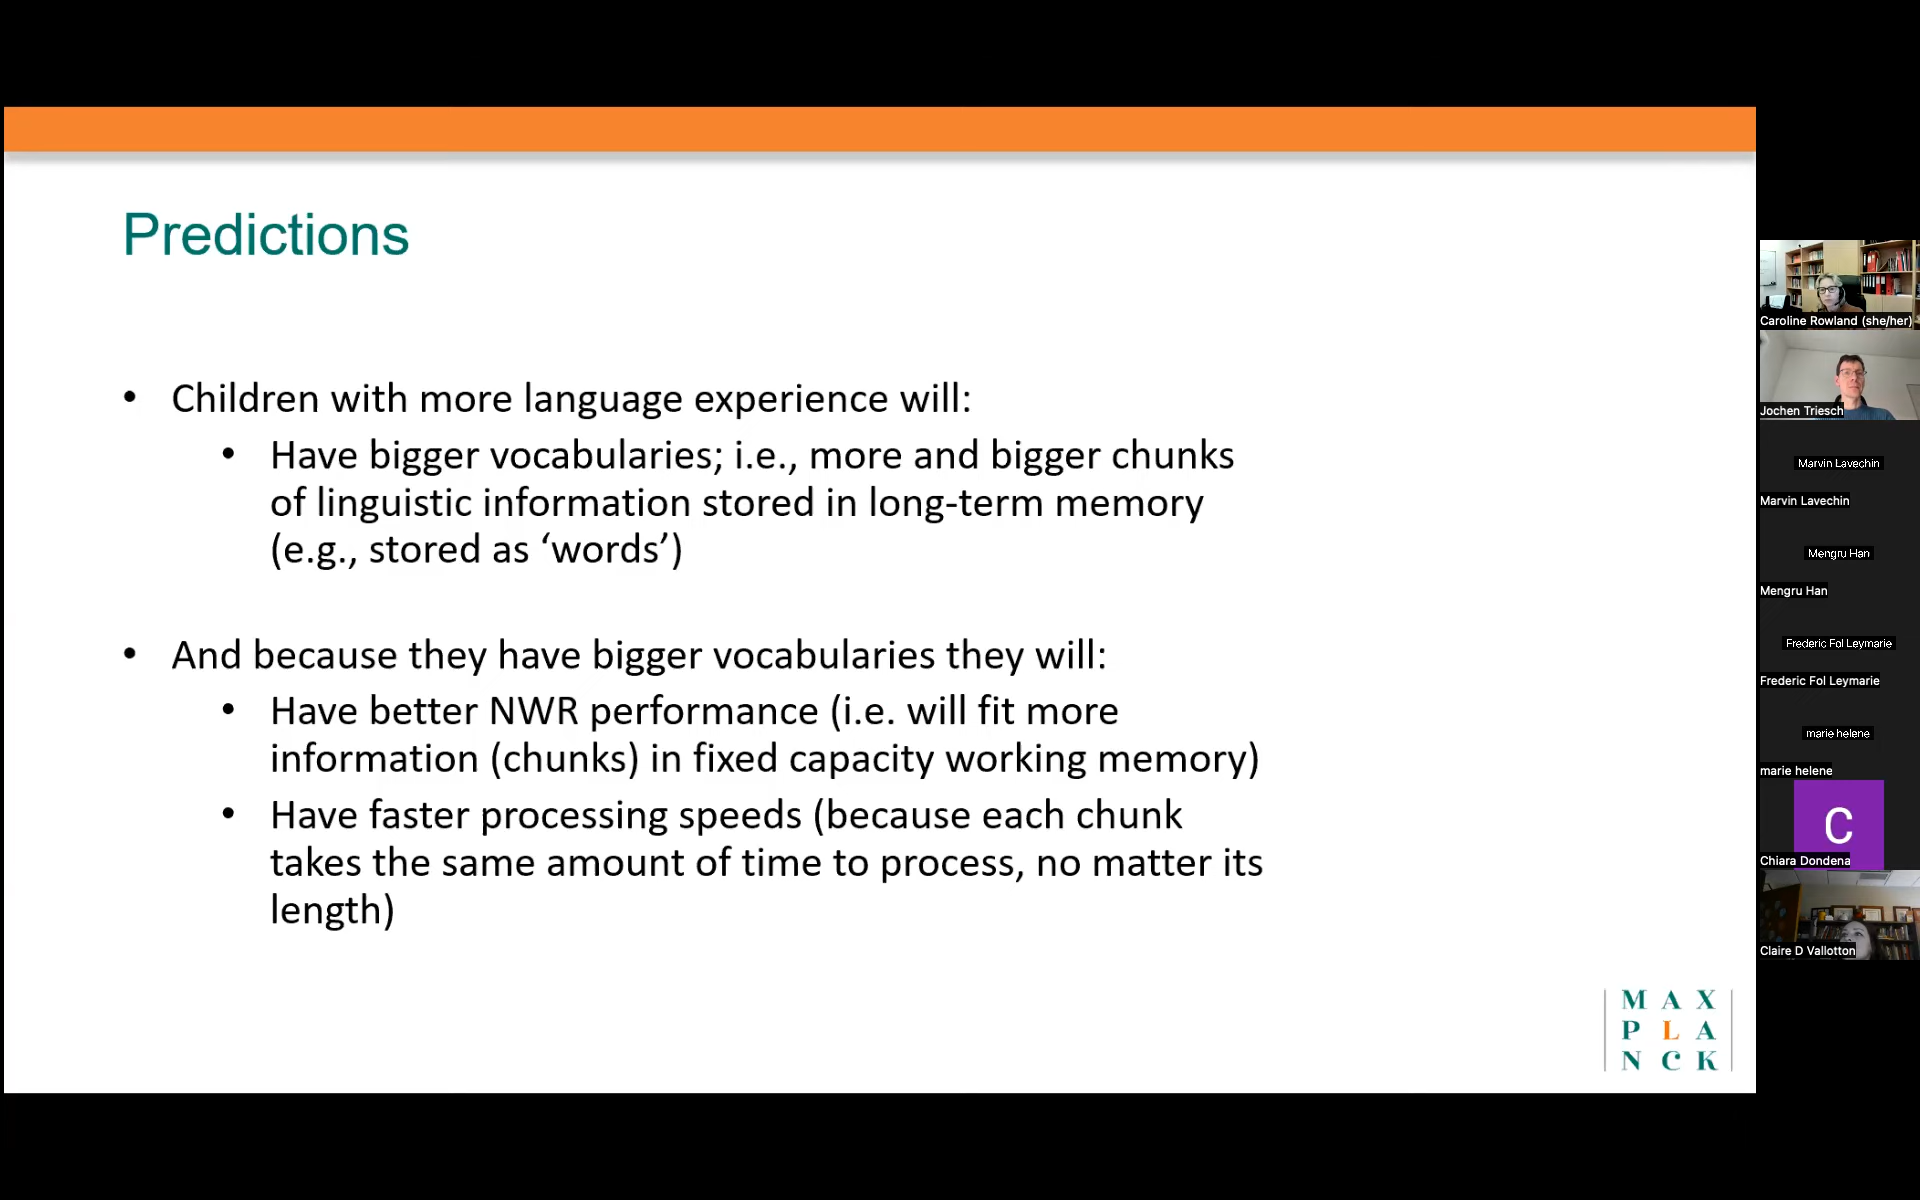 Predictions
• Children with more language experience will:
• Have bigger vocabularies; i.e., more and bigger chunks
of linguistic information stored in long-term memory
(e.g., stored as ‘words’)
• And because they have bigger vocabularies they will:
• Have better NWR performance (i.e. will fit more
information (chunks) in fixed capacity working memory)
• Have faster processing speeds (because each chunk
takes the same amount of time to process, no matter its
length)
M A X
P L A
N C K
Caroline Rowland (she/her)
Jochen Triesch
Marvin Lavechin
Marvin Lavechin
Mengru Han
Mengru Han
Frederic Fol Leymarie
Frederic Fol Leymarie
marie helene
marie helene
C
Chiara Dondena
Claire D Vallotton